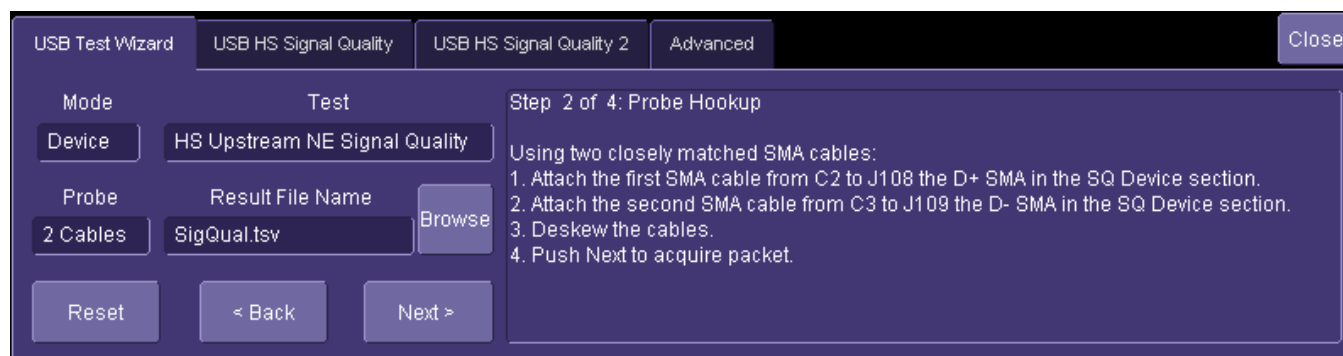 USB Test Wizard USB HS Signal Quality USB HS Signal Quality 2 Advanced Close
Mode Test
Device HS Upstream NE Signal Quality
Probe Result File Name
2 Cables SigQual.tsv Browse
Reset < Back Next >
Step 2 of 4: Probe Hookup
Using two closely matched SMA cables:
1. Attach the first SMA cable from C2 to J108 the D+ SMA in the SQ Device section.
2. Attach the second SMA cable from C3 to J109 the D- SMA in the SQ Device section.
3. Deskew the cables.
4. Push Next to acquire packet.